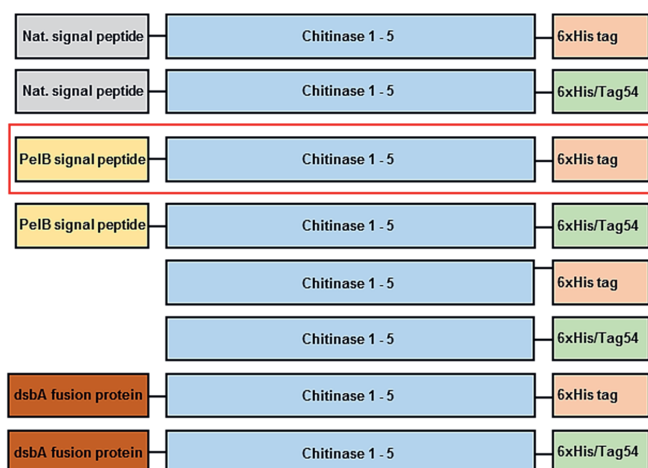 Nat. signal peptide Chitinase 1 - 5 6xHis tag
Nat. signal peptide Chitinase 1 - 5 6xHis/Tag54
PelB signal peptide Chitinase 1 - 5 6xHis tag
PelB signal peptide Chitinase 1 - 5 6xHis/Tag54
Chitinase 1 - 5 6xHis tag
Chitinase 1 - 5 6xHis/Tag54
dsbA fusion protein Chitinase 1 - 5 6xHis tag
dsbA fusion protein Chitinase 1 - 5 6xHis/Tag54